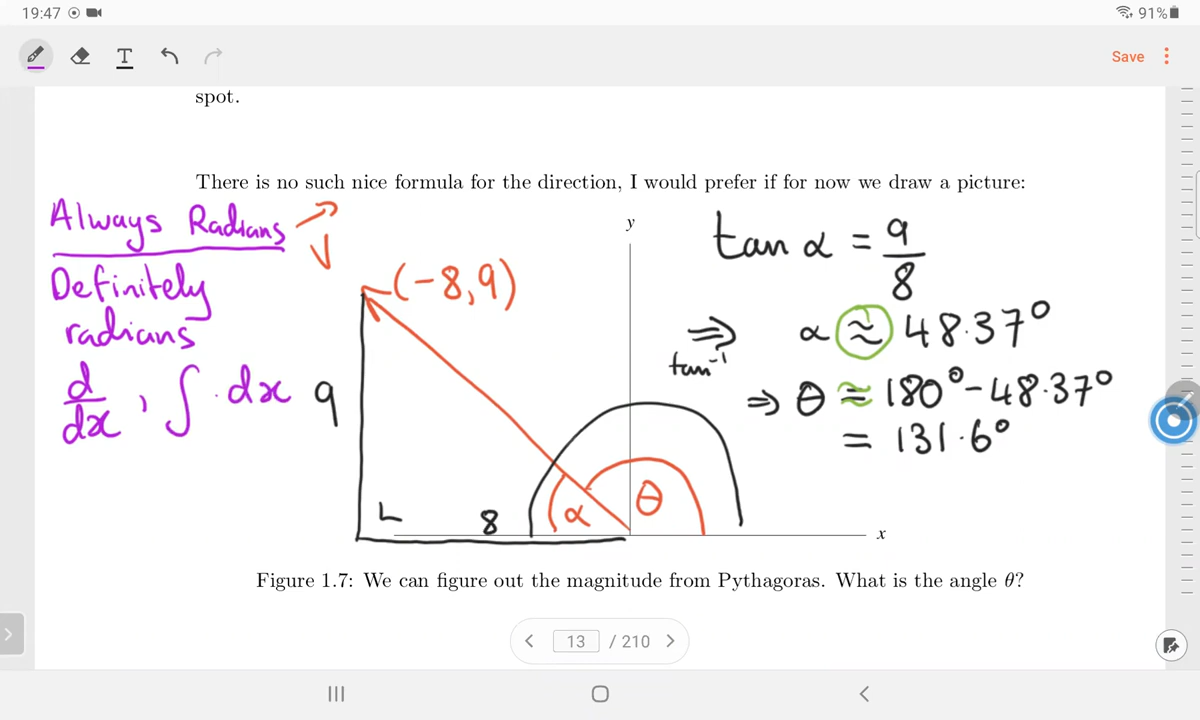 19:47
91%
T
Save
spot.
There is no such nice formula for the direction, I would prefer if for now we draw a picture:
Always Radians
Definitely
radians
d/dx , ∫ · dx
v
(-8,9)
y
9
8
α
θ
x
tan α = 9/8
⇒ α ≈ 48.37°
tan⁻¹
⇒ θ ≈ 180° - 48.37°
= 131.6°
Figure 1.7: We can figure out the magnitude from Pythagoras. What is the angle θ?
13 / 210